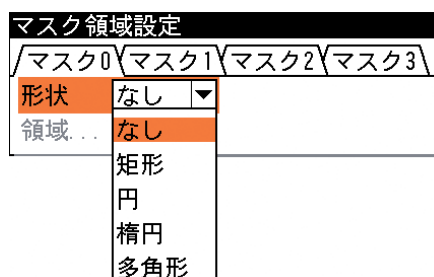 マスク領域設定
マスク0 マスク1 マスク2 マスク3
形状 なし
領域... なし
矩形
円
楕円
多角形